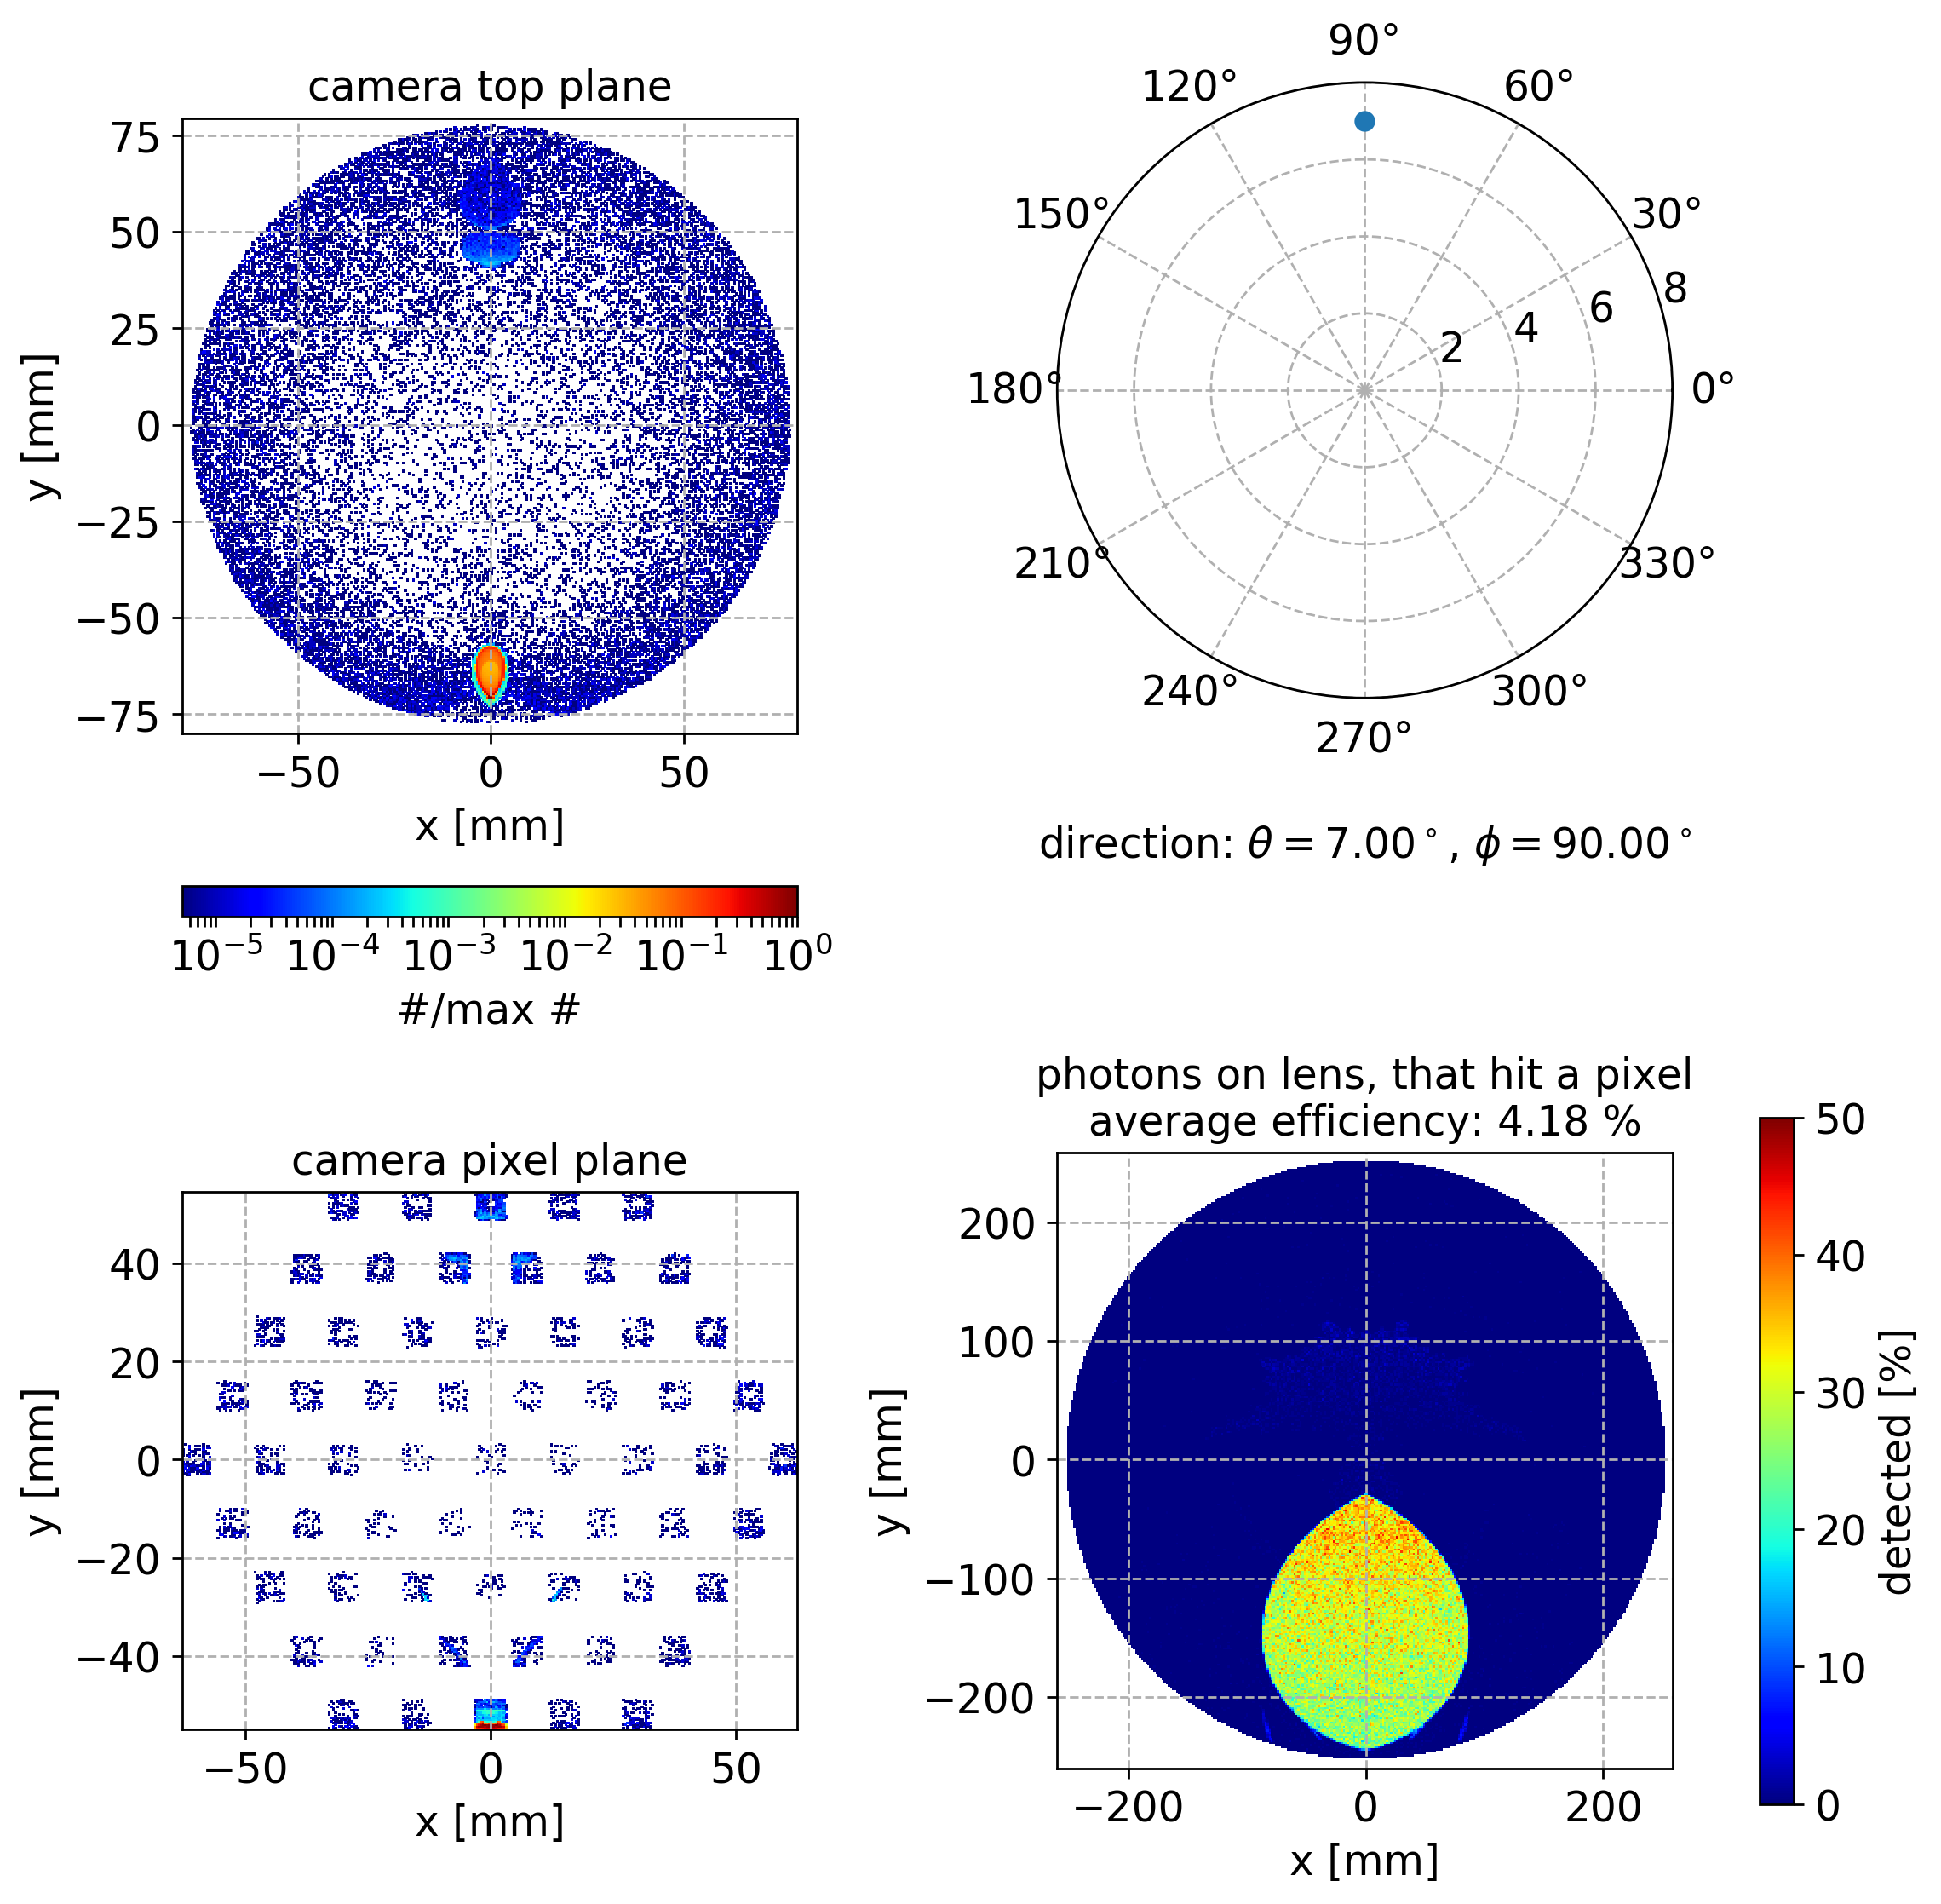 camera top plane
75
50
25
0
−25
−50
−75
y [mm]
−50 0 50
x [mm]
10⁻⁵ 10⁻⁴ 10⁻³ 10⁻² 10⁻¹ 10⁰
#/max #
90°
120° 60°
150° 30°
8
6
4
2
180° 0°
210° 330°
240° 300°
270°
direction: θ = 7.00°, ϕ = 90.00°
camera pixel plane
40
20
0
−20
−40
y [mm]
−50 0 50
x [mm]
photons on lens, that hit a pixel
average efficiency: 4.18 %
200
100
0
−100
−200
y [mm]
−200 0 200
x [mm]
50
40
30
20
10
0
detected [%]